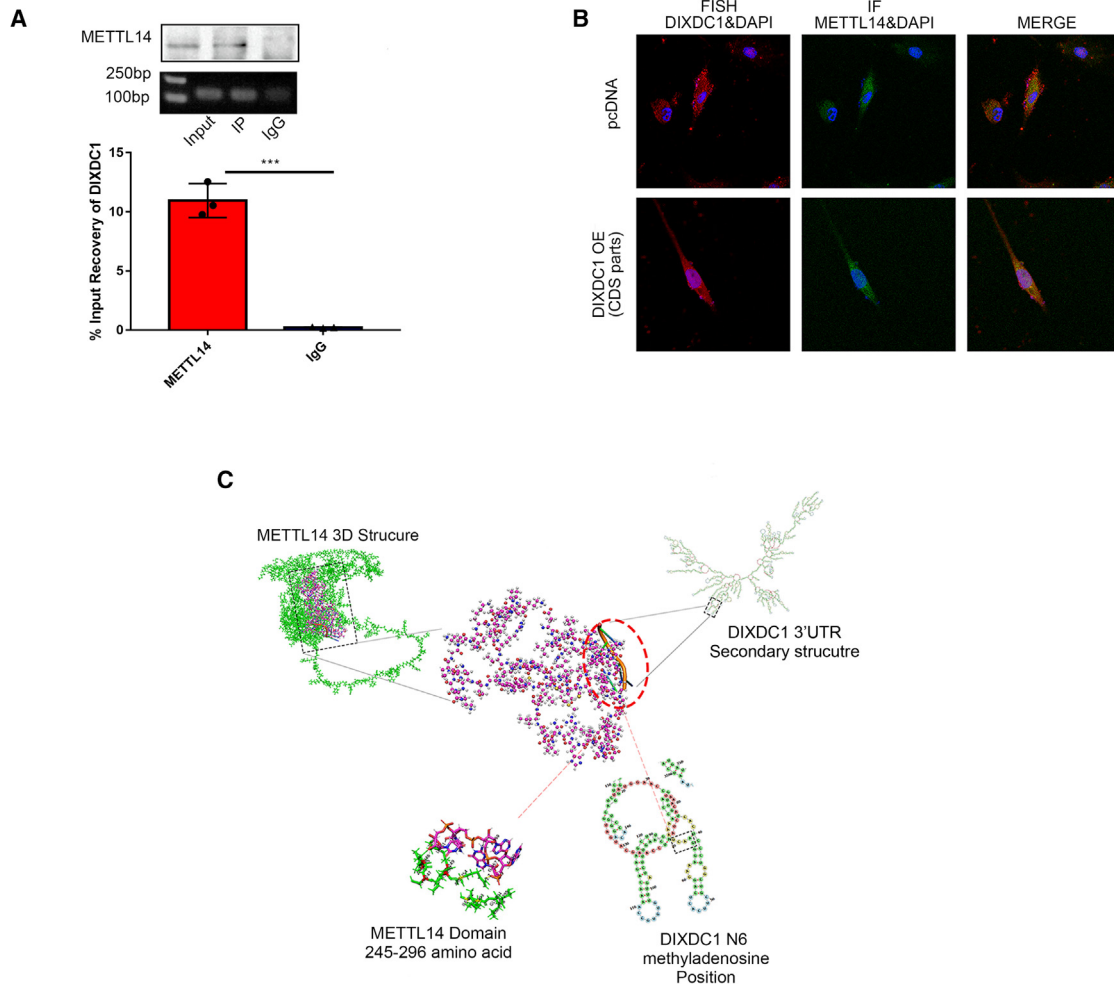 A
METTL14
250bp
100bp
Input
IP
IgG
% Input Recovery of DIXDC1
15
10
5
0
***
METTL14
IgG
B
FISH
DIXDC1&DAPI
IF
METTL14&DAPI
MERGE
pcDNA
DIXDC1 OE
(CDS parts)
C
METTL14 3D Strucure
DIXDC1 3'UTR
Secondary strucutre
METTL14 Domain
245-296 amino acid
DIXDC1 N6
methyladenosine
Position